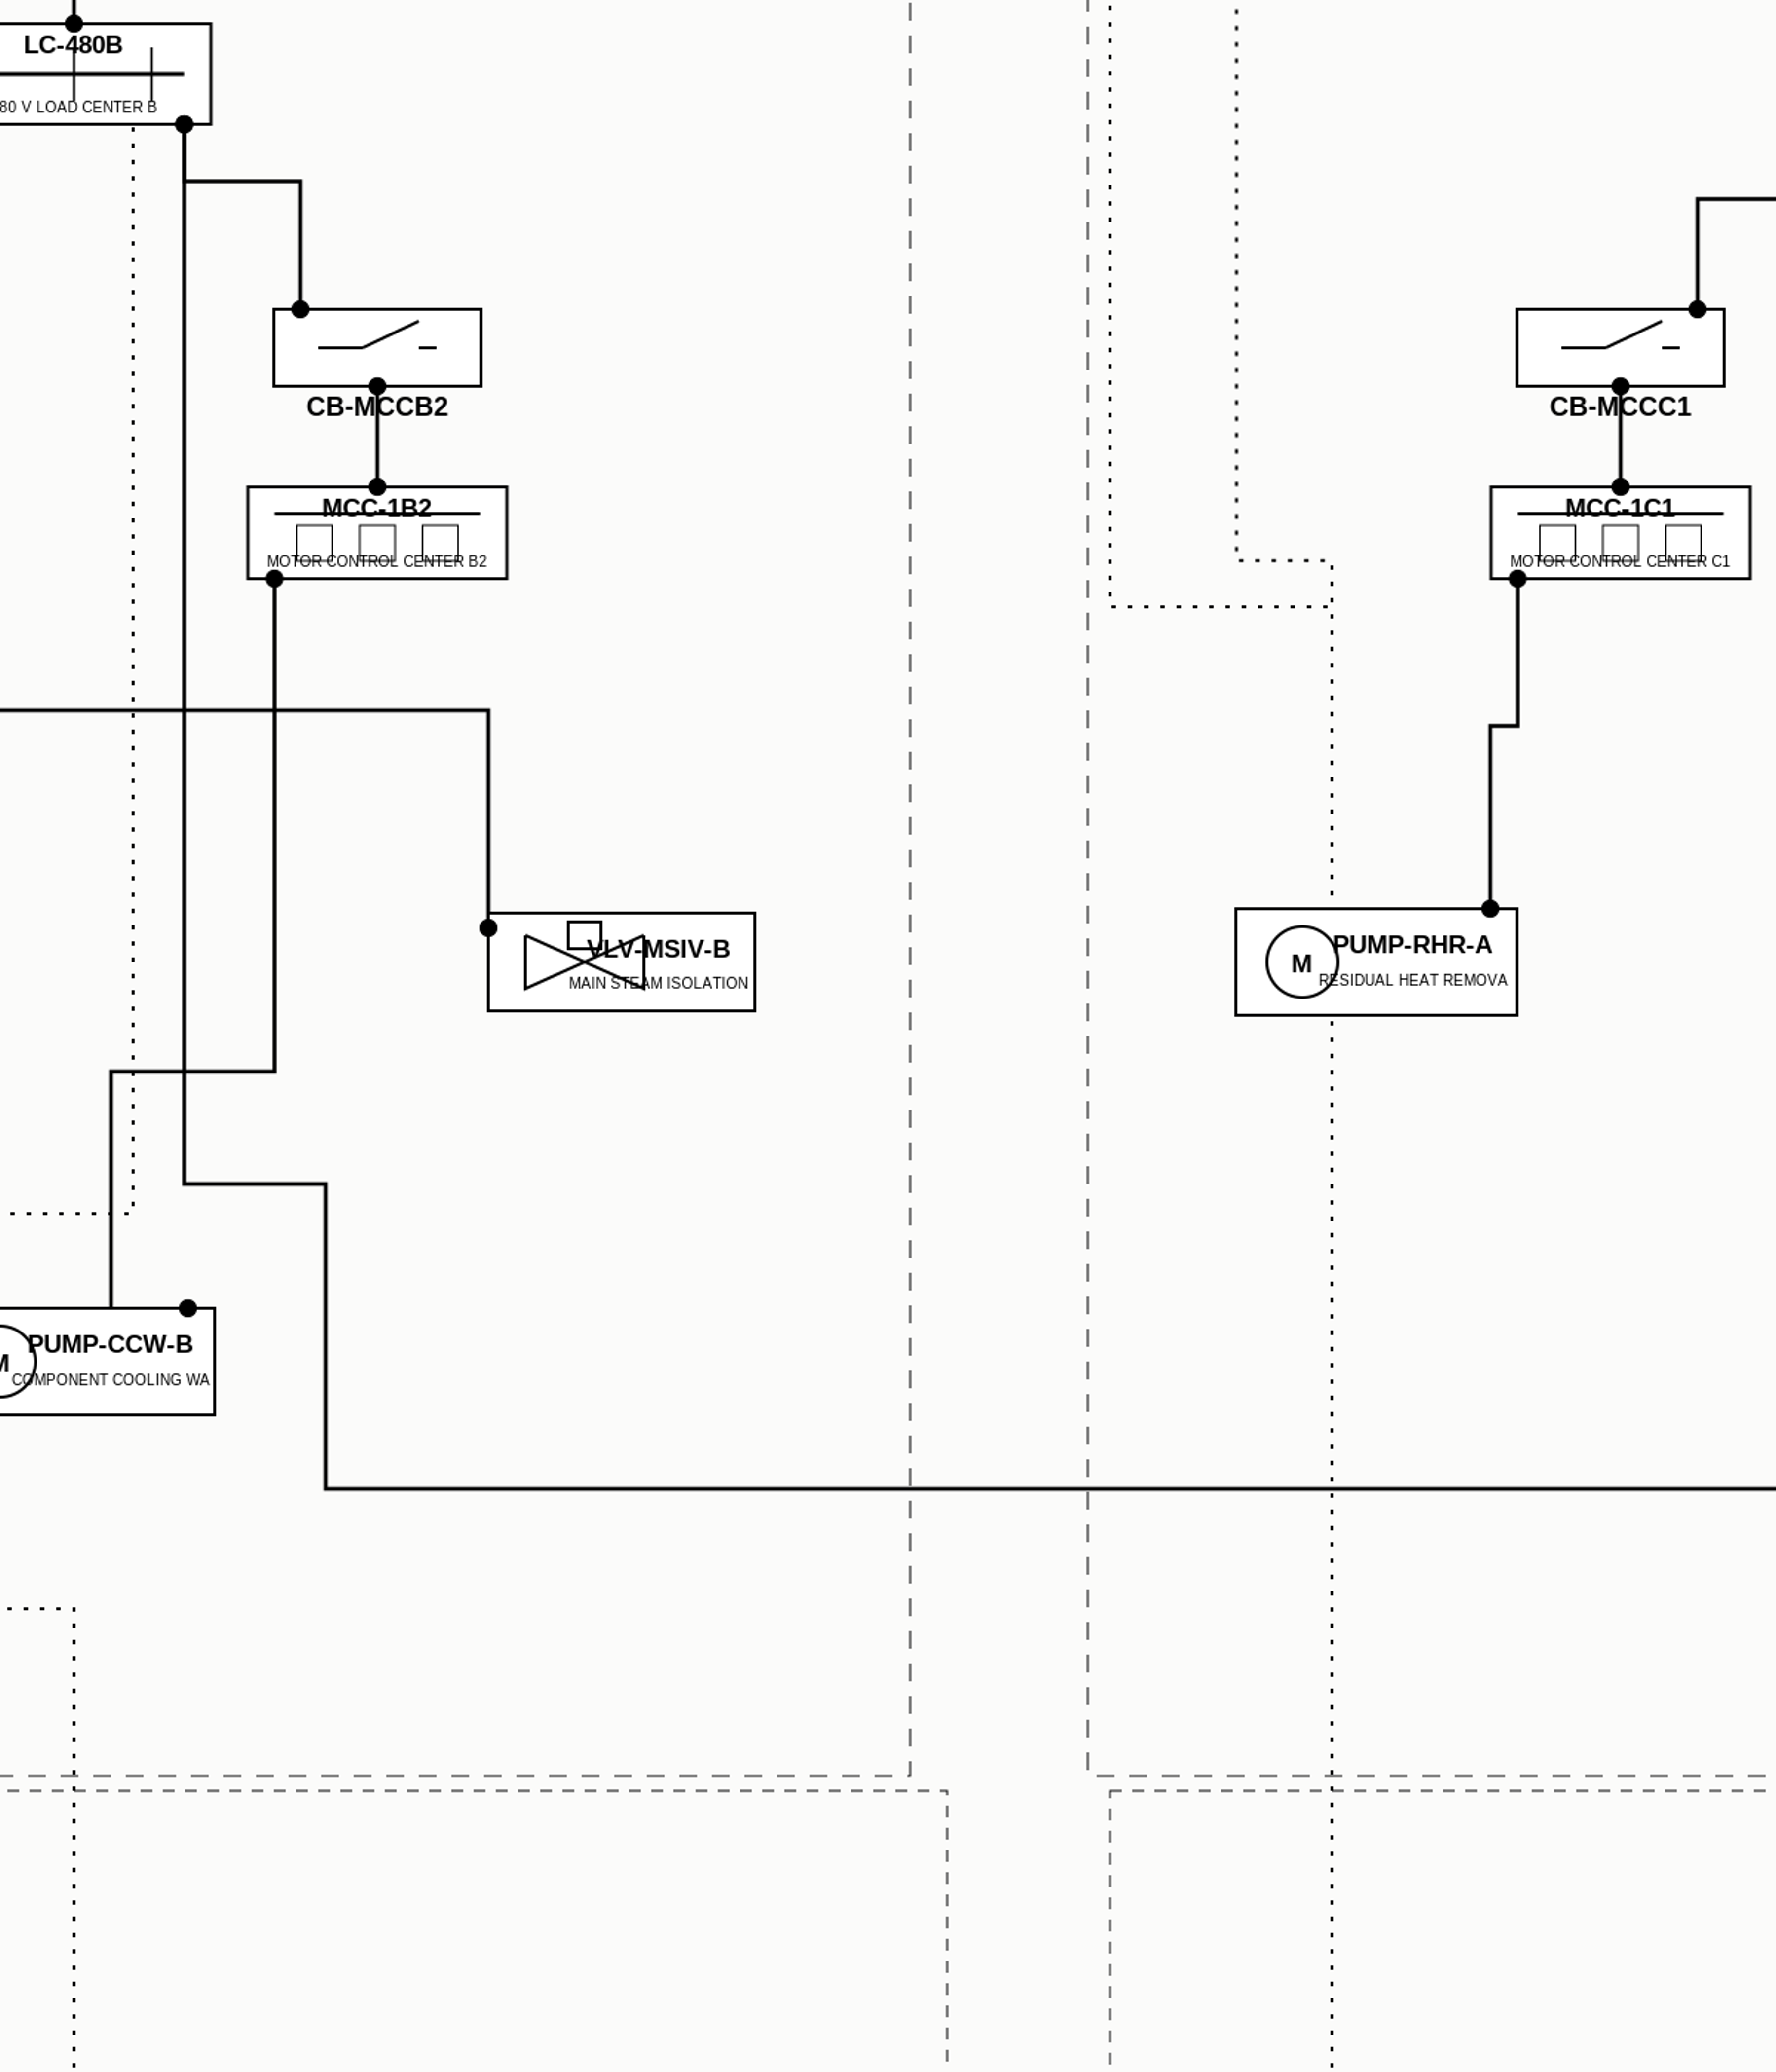 LC-480B
80 V LOAD CENTER B
CB-MCCB2
CB-MCCC1
MCC-1B2
MOTOR CONTROL CENTER B2
MCC-1C1
MOTOR CONTROL CENTER C1
VLV-MSIV-B
MAIN STEAM ISOLATION
M
PUMP-RHR-A
RESIDUAL HEAT REMOVA
M
PUMP-CCW-B
COMPONENT COOLING WA